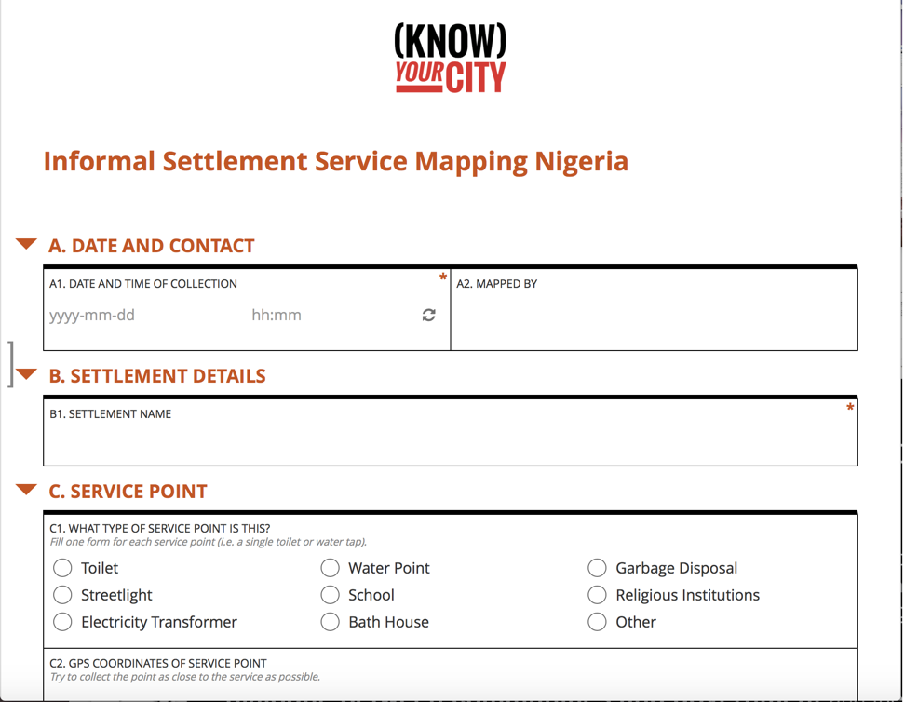 (KNOW)
YOUR CITY
Informal Settlement Service Mapping Nigeria
A. DATE AND CONTACT
A1. DATE AND TIME OF COLLECTION * A2. MAPPED BY
yyyy-mm-dd hh:mm
B. SETTLEMENT DETAILS
B1. SETTLEMENT NAME *
C. SERVICE POINT
C1. WHAT TYPE OF SERVICE POINT IS THIS?
Fill one form for each service point (i.e. a single toilet or water tap).
Toilet Water Point Garbage Disposal
Streetlight School Religious Institutions
Electricity Transformer Bath House Other
C2. GPS COORDINATES OF SERVICE POINT
Try to collect the point as close to the service as possible.